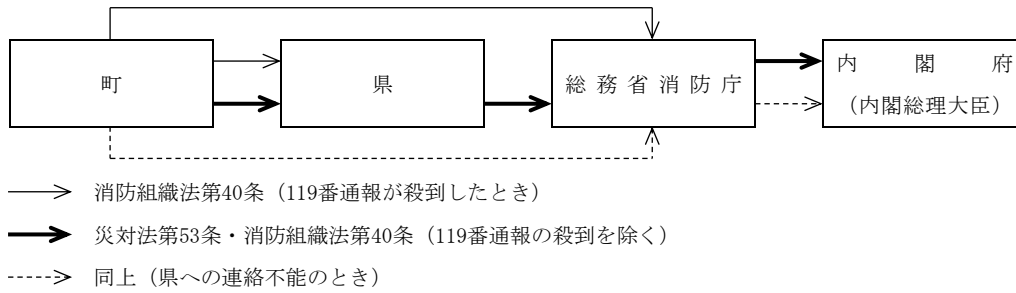 町
県
総務省消防庁
内閣府
（内閣総理大臣）
消防組織法第40条（119番通報が殺到したとき）
災対法第53条・消防組織法第40条（119番通報の殺到を除く）
同上（県への連絡不能のとき）